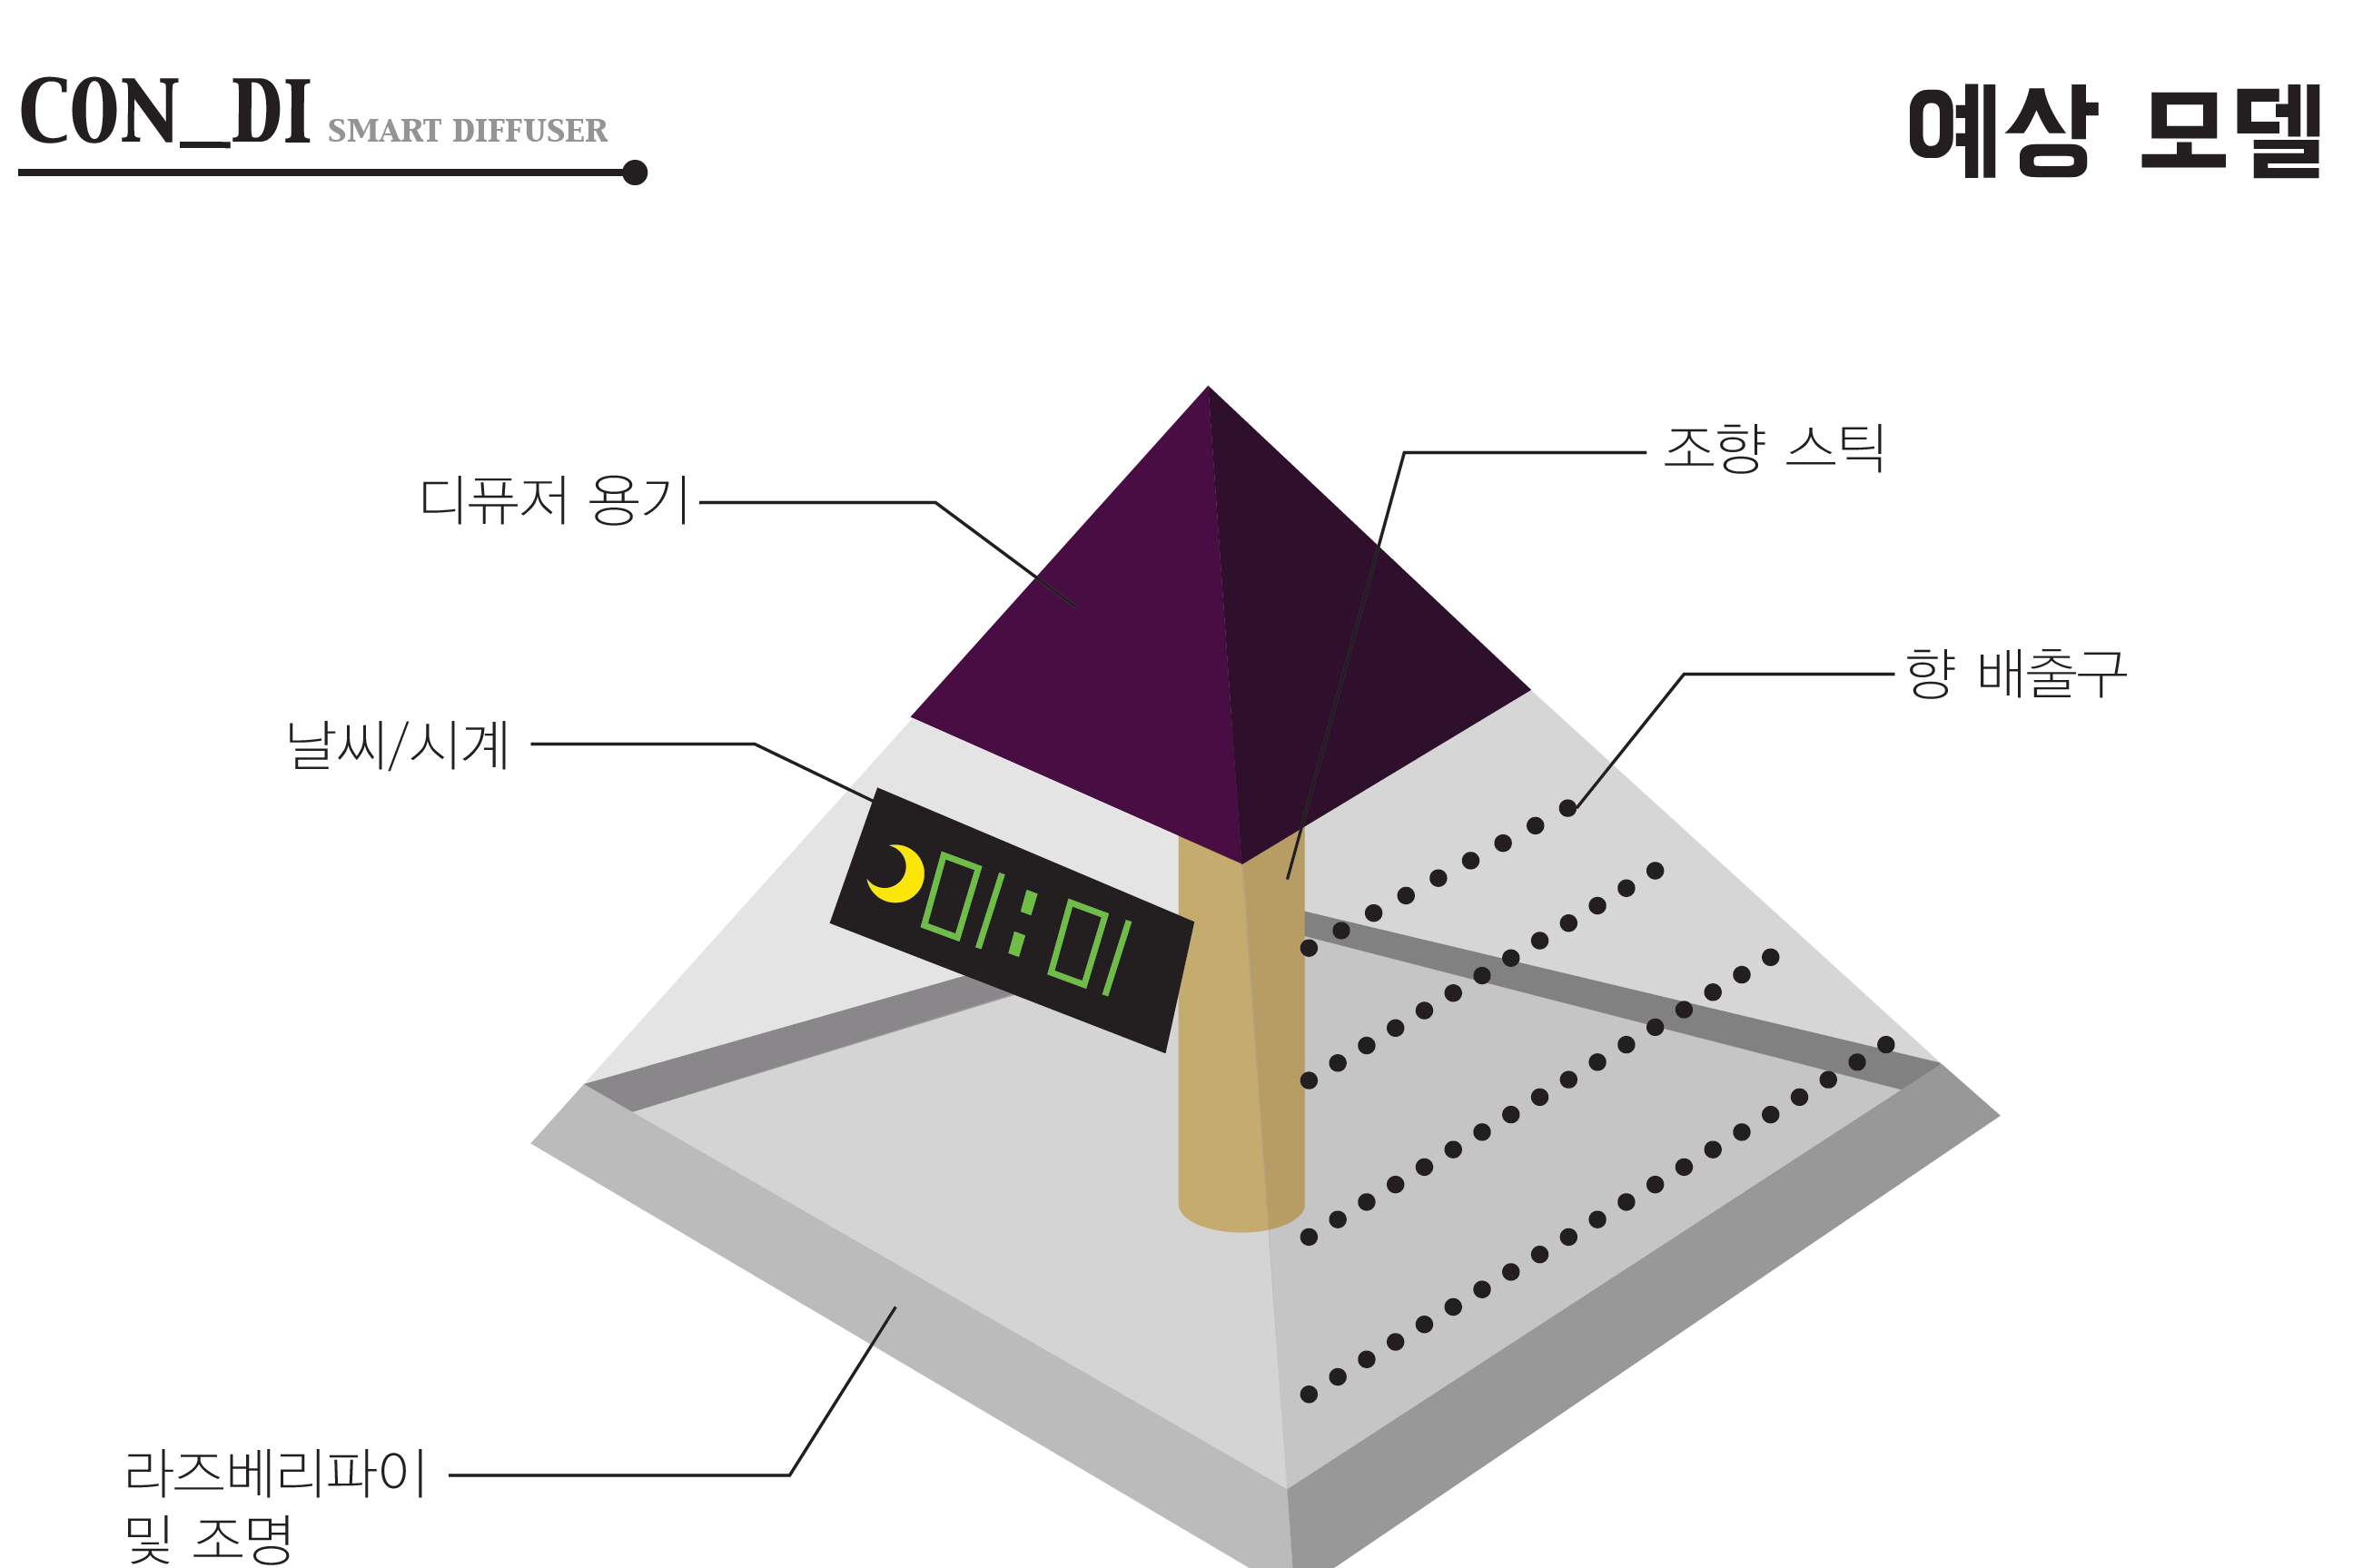 CON_DI SMART DIFFUSER
예상 모델
조향 스틱
디퓨저 용기
향 배출구
날씨/시계
01:01
라즈베리파이
및 조명